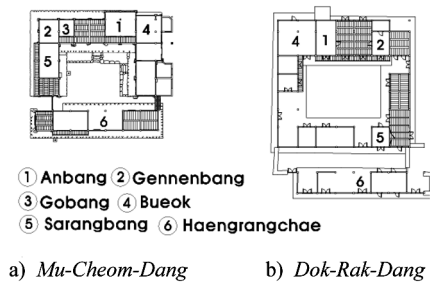 1 4 4 1
2 3 2
5
6 5
6
① Anbang ② Gennenbang
③ Gobang ④ Bueok
⑤ Sarangbang ⑥ Haengrangchae
a) Mu-Cheom-Dang b) Dok-Rak-Dang